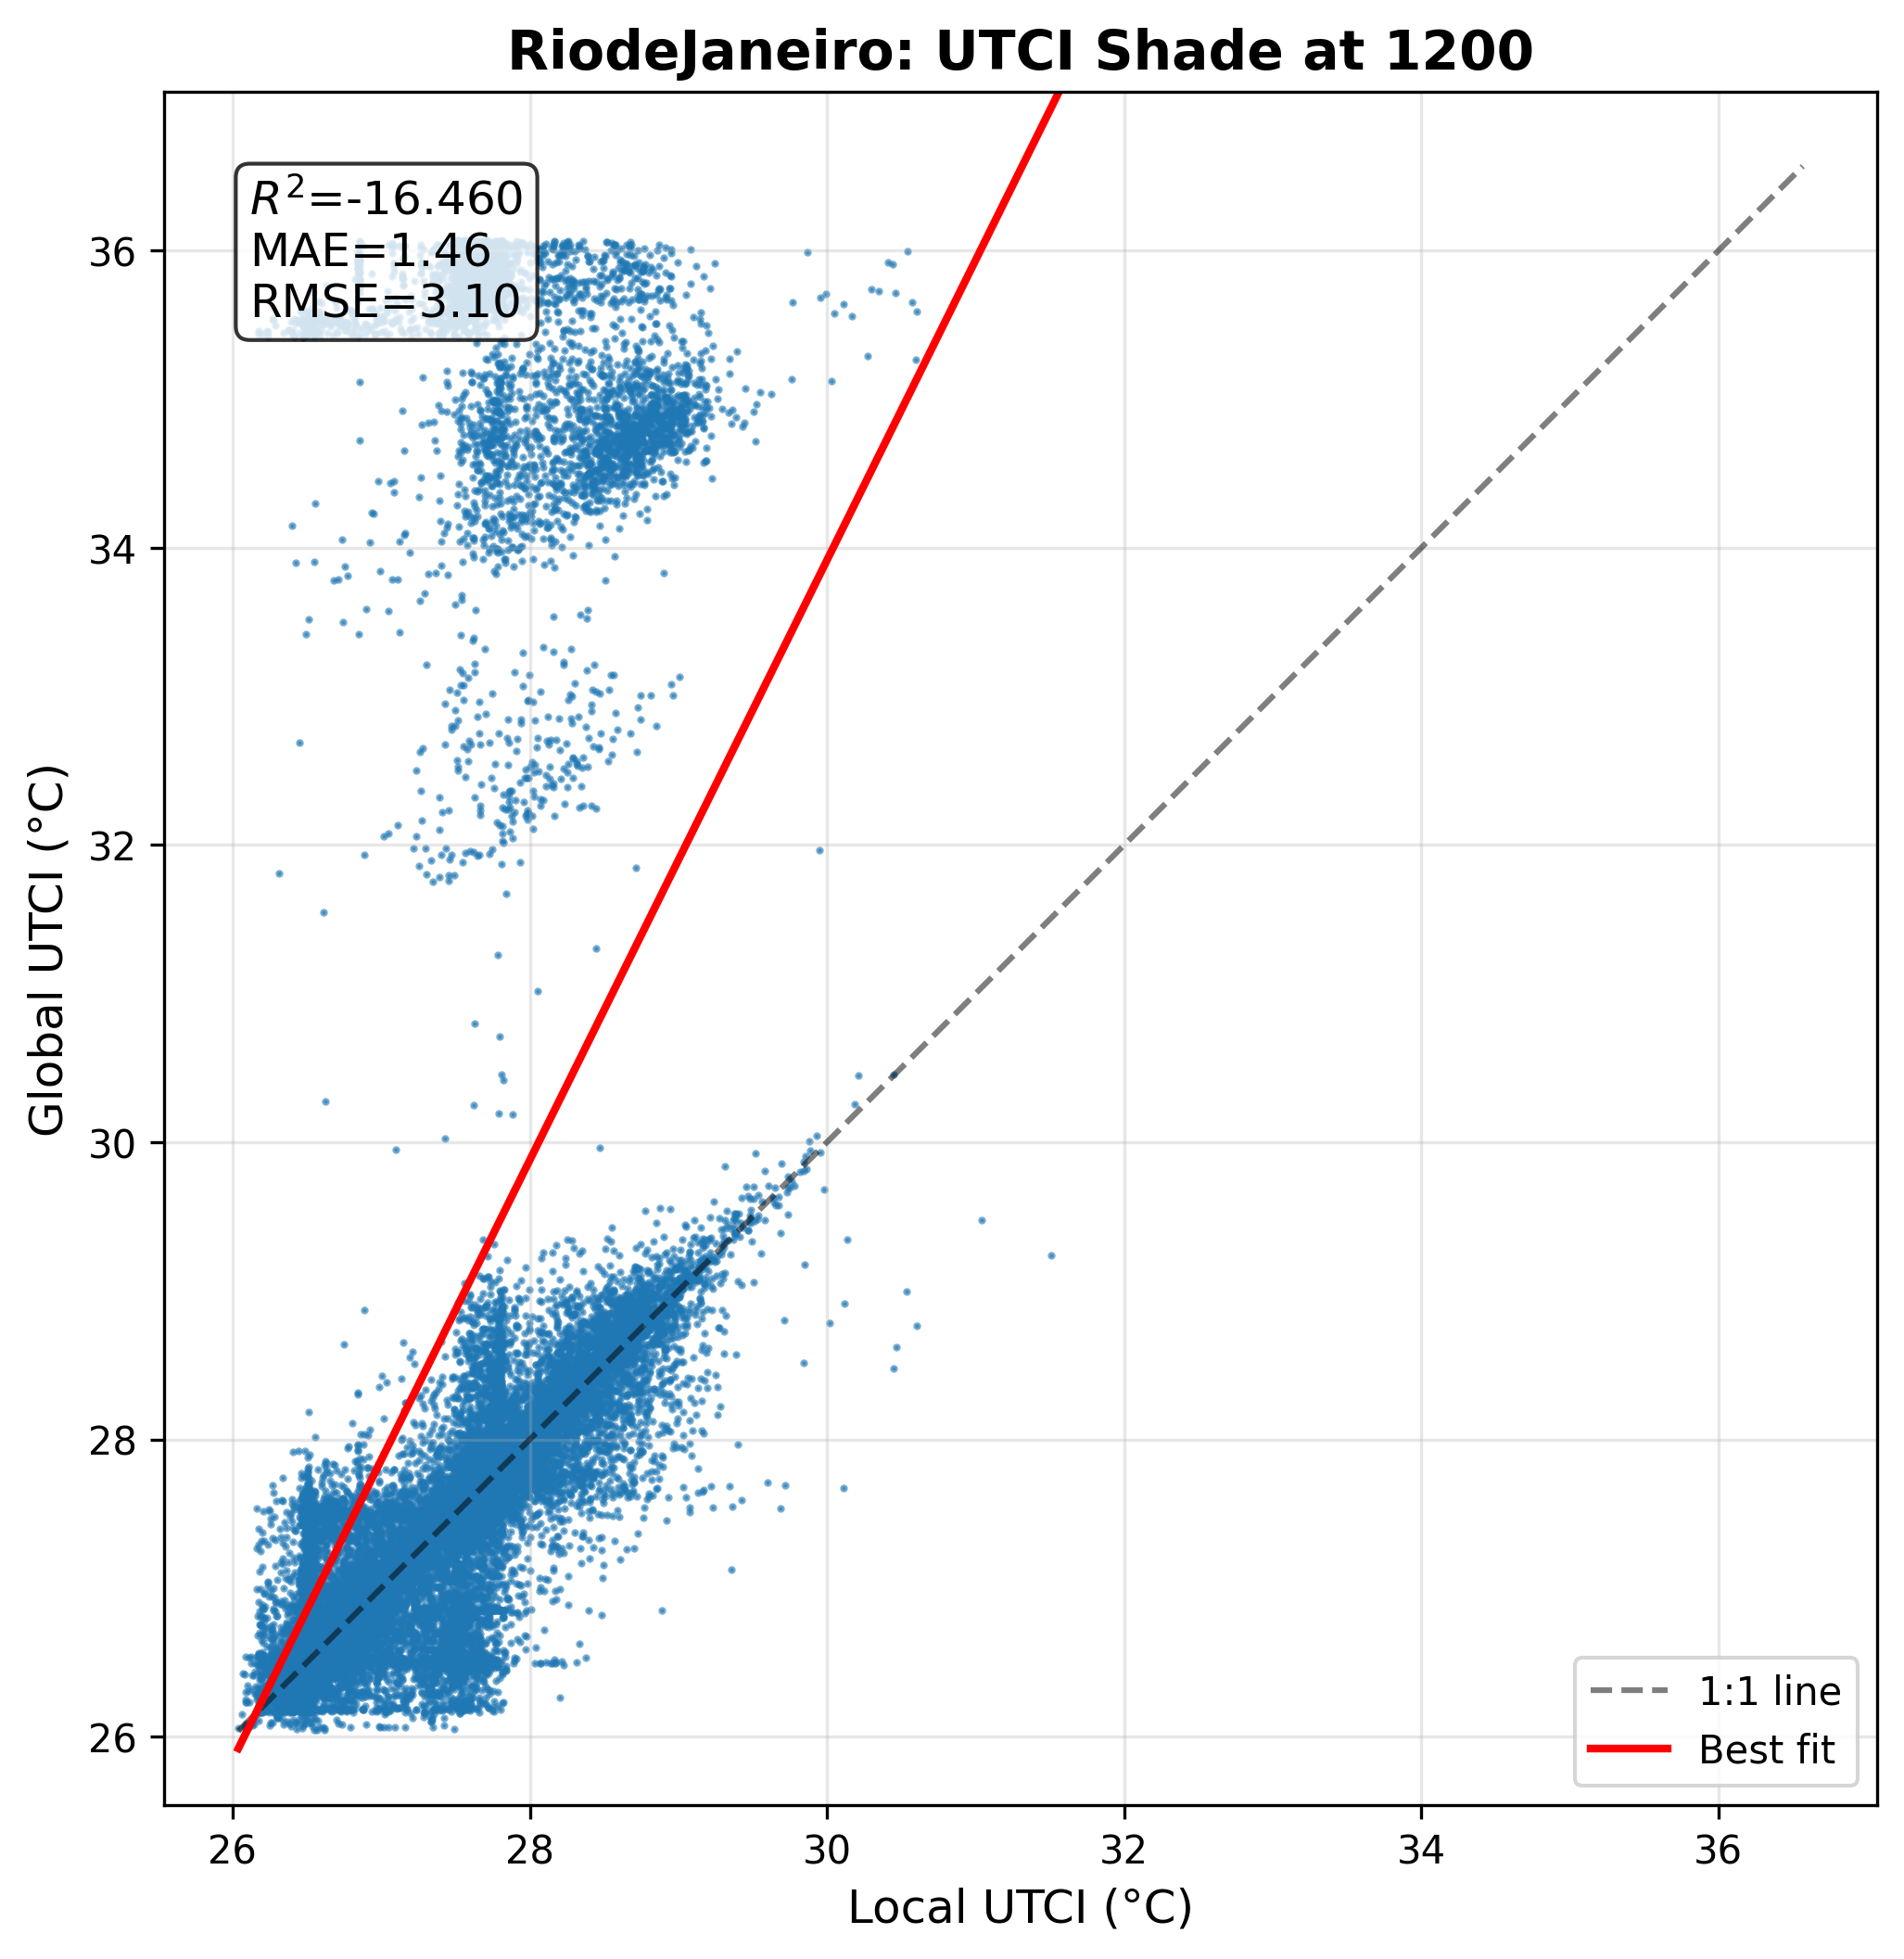 RiodeJaneiro: UTCI Shade at 1200
R²=-16.460
MAE=1.46
RMSE=3.10
Global UTCI (°C)
36
34
32
30
28
26
26 28 30 32 34 36
Local UTCI (°C)
1:1 line
Best fit